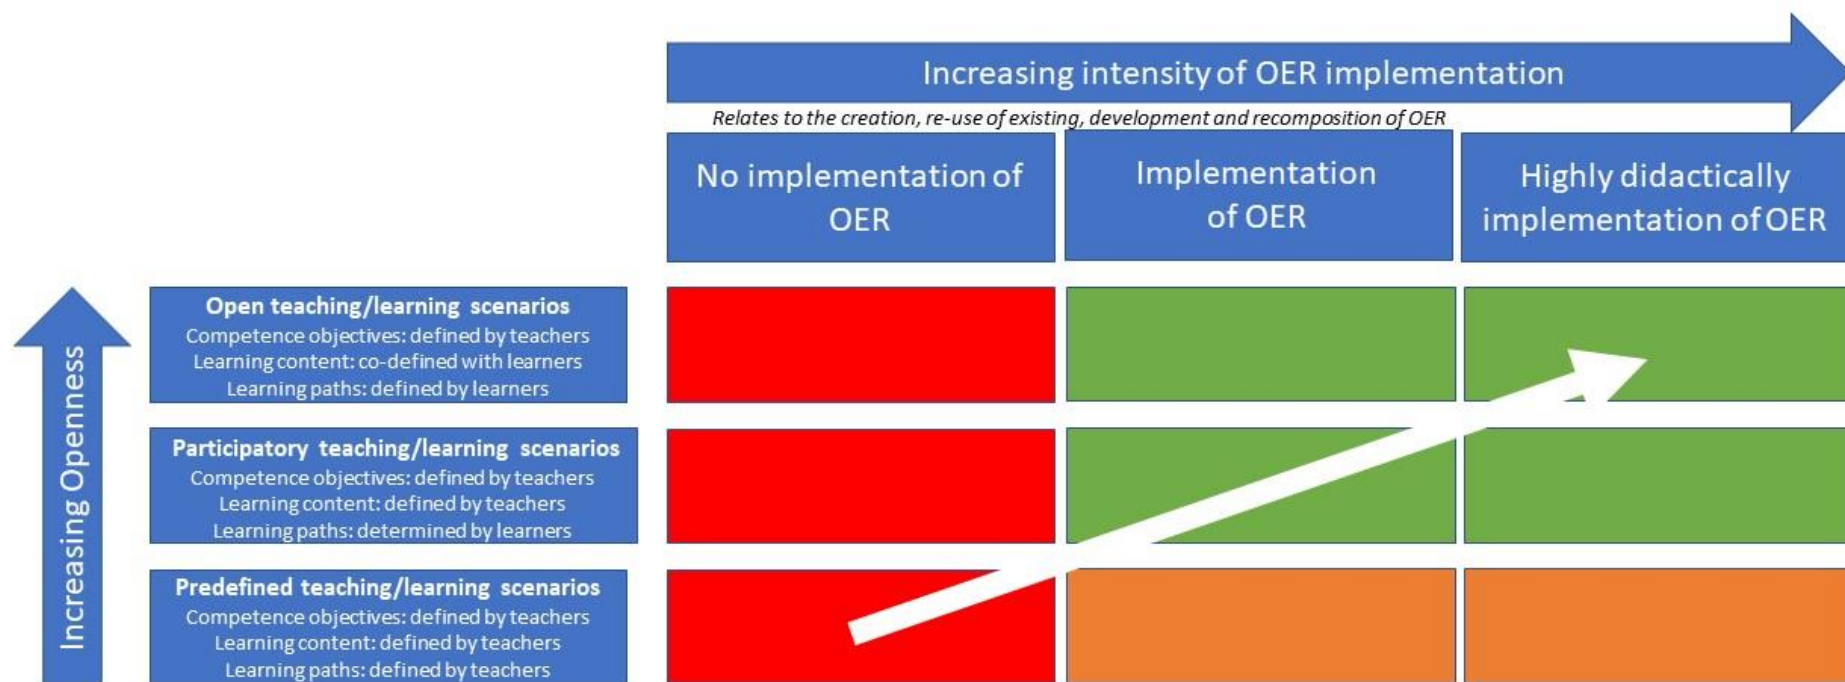 Increasing intensity of OER implementation
Relates to the creation, re-use of existing, development and recomposition of OER
No implementation of
OER
Implementation
of OER
Highly didactically
implementation of OER
Increasing Openness
Open teaching/learning scenarios
Competence objectives: defined by teachers
Learning content: co-defined with learners
Learning paths: defined by learners
Participatory teaching/learning scenarios
Competence objectives: defined by teachers
Learning content: defined by teachers
Learning paths: determined by learners
Predefined teaching/learning scenarios
Competence objectives: defined by teachers
Learning content: defined by teachers
Learning paths: defined by teachers